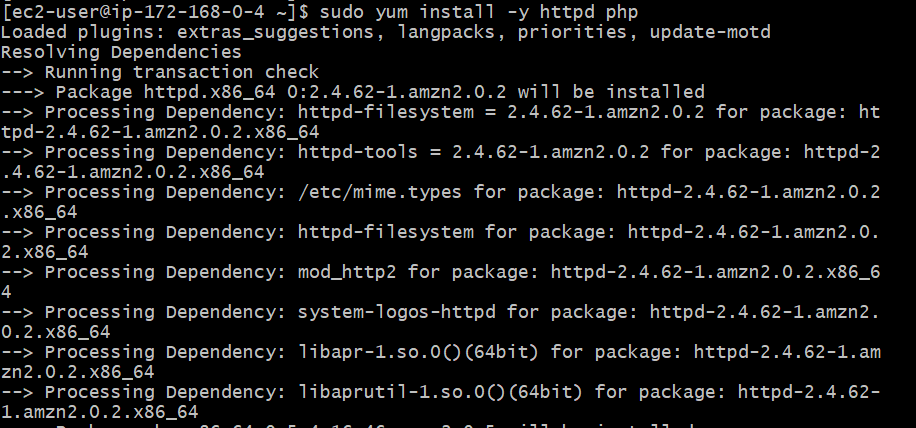 [ec2-user@ip-172-168-0-4 ~]$ sudo yum install -y httpd php
Loaded plugins: extras_suggestions, langpacks, priorities, update-motd
Resolving Dependencies
--> Running transaction check
---> Package httpd.x86_64 0:2.4.62-1.amzn2.0.2 will be installed
--> Processing Dependency: httpd-filesystem = 2.4.62-1.amzn2.0.2 for package: ht
tpd-2.4.62-1.amzn2.0.2.x86_64
--> Processing Dependency: httpd-tools = 2.4.62-1.amzn2.0.2 for package: httpd-2
.4.62-1.amzn2.0.2.x86_64
--> Processing Dependency: /etc/mime.types for package: httpd-2.4.62-1.amzn2.0.2
.x86_64
--> Processing Dependency: httpd-filesystem for package: httpd-2.4.62-1.amzn2.0.
2.x86_64
--> Processing Dependency: mod_http2 for package: httpd-2.4.62-1.amzn2.0.2.x86_6
4
--> Processing Dependency: system-logos-httpd for package: httpd-2.4.62-1.amzn2.
0.2.x86_64
--> Processing Dependency: libapr-1.so.0()(64bit) for package: httpd-2.4.62-1.am
zn2.0.2.x86_64
--> Processing Dependency: libaprutil-1.so.0()(64bit) for package: httpd-2.4.62-
1.amzn2.0.2.x86_64